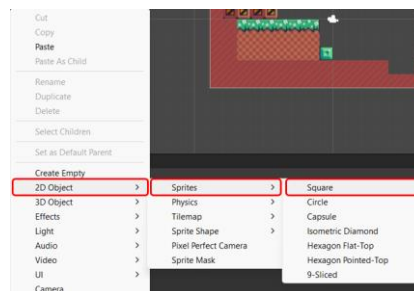 Cut
Copy
Paste
Paste As Child
Rename
Duplicate
Delete
Select Children
Set as Default Parent
Create Empty
2D Object >
3D Object >
Effects >
Light >
Audio >
Video >
UI >
Camera
Sprites >
Physics >
Tilemap >
Sprite Shape >
Pixel Perfect Camera
Sprite Mask
Square
Circle
Capsule
Isometric Diamond
Hexagon Flat-Top
Hexagon Pointed-Top
9-Sliced